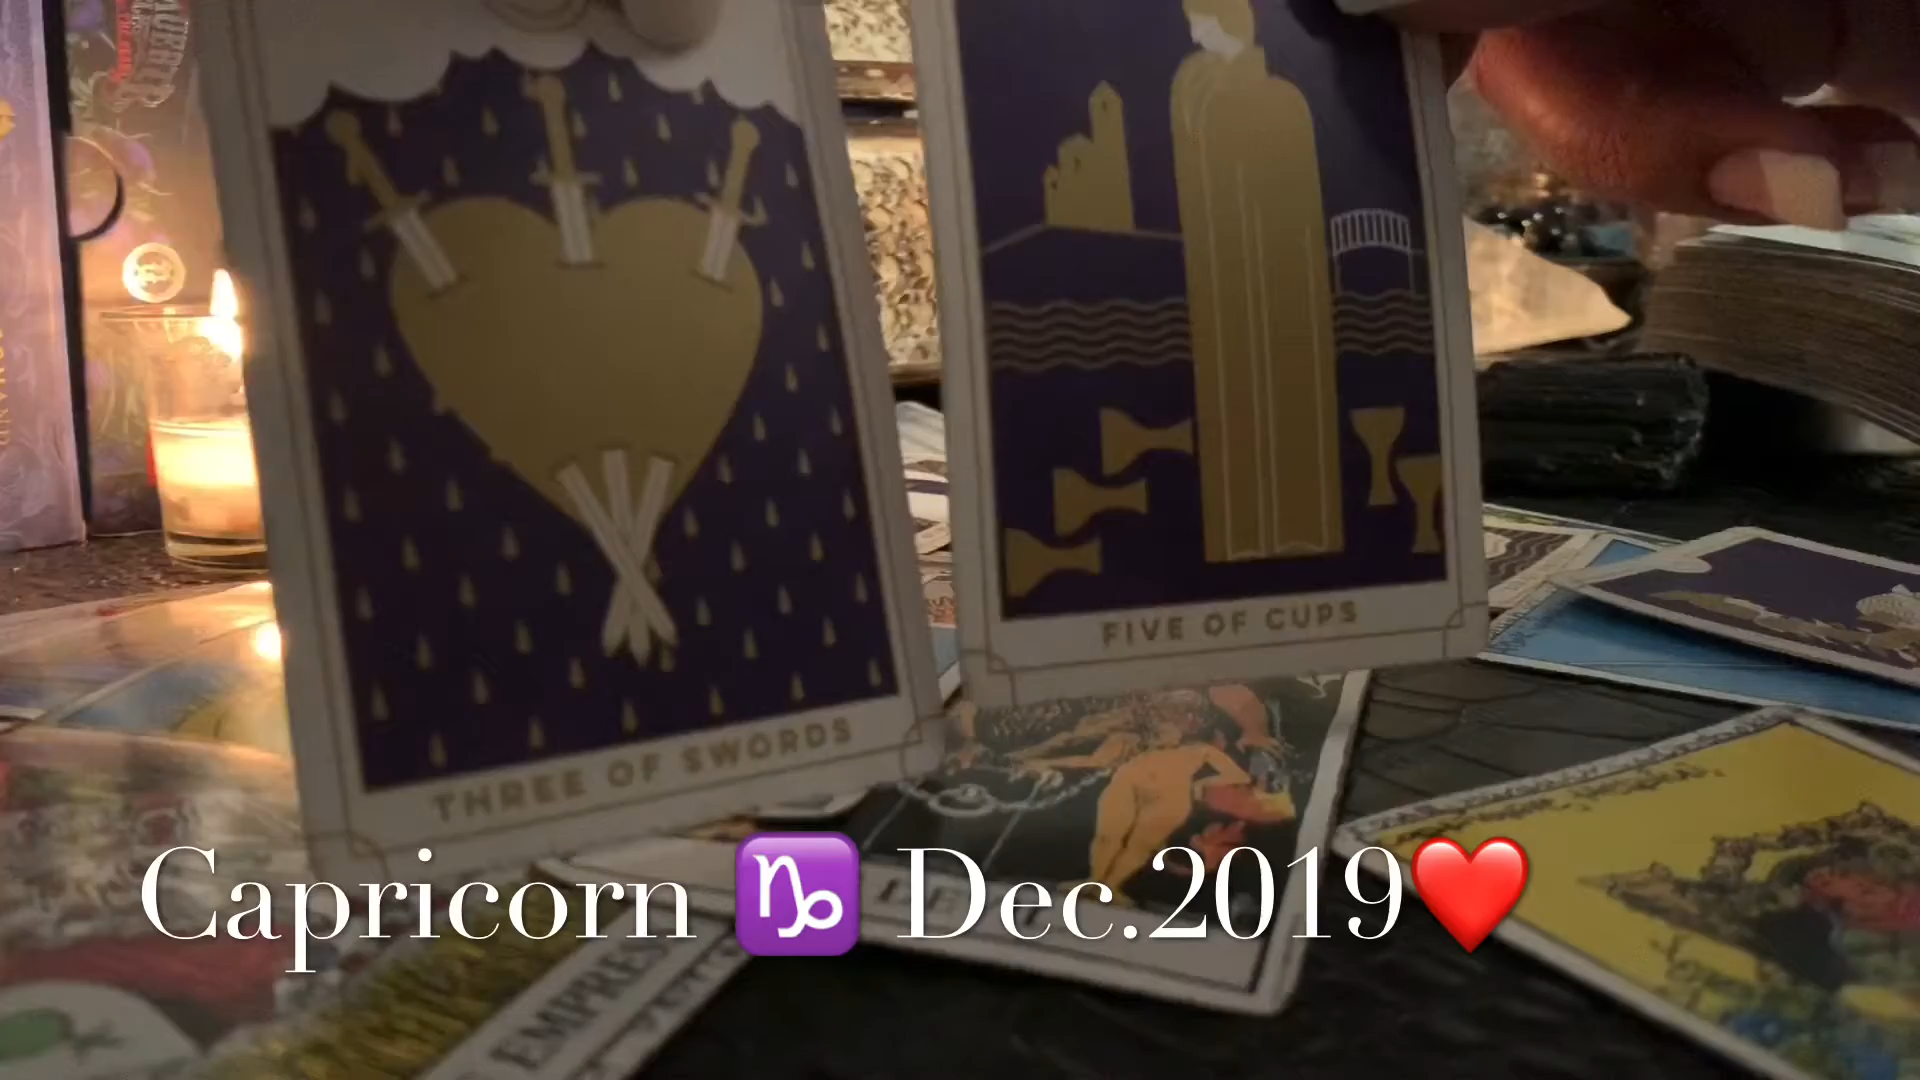 FIVE OF CUPS
THREE OF SWORDS
Capricorn ♑ Dec.2019❤️
EMPRESS